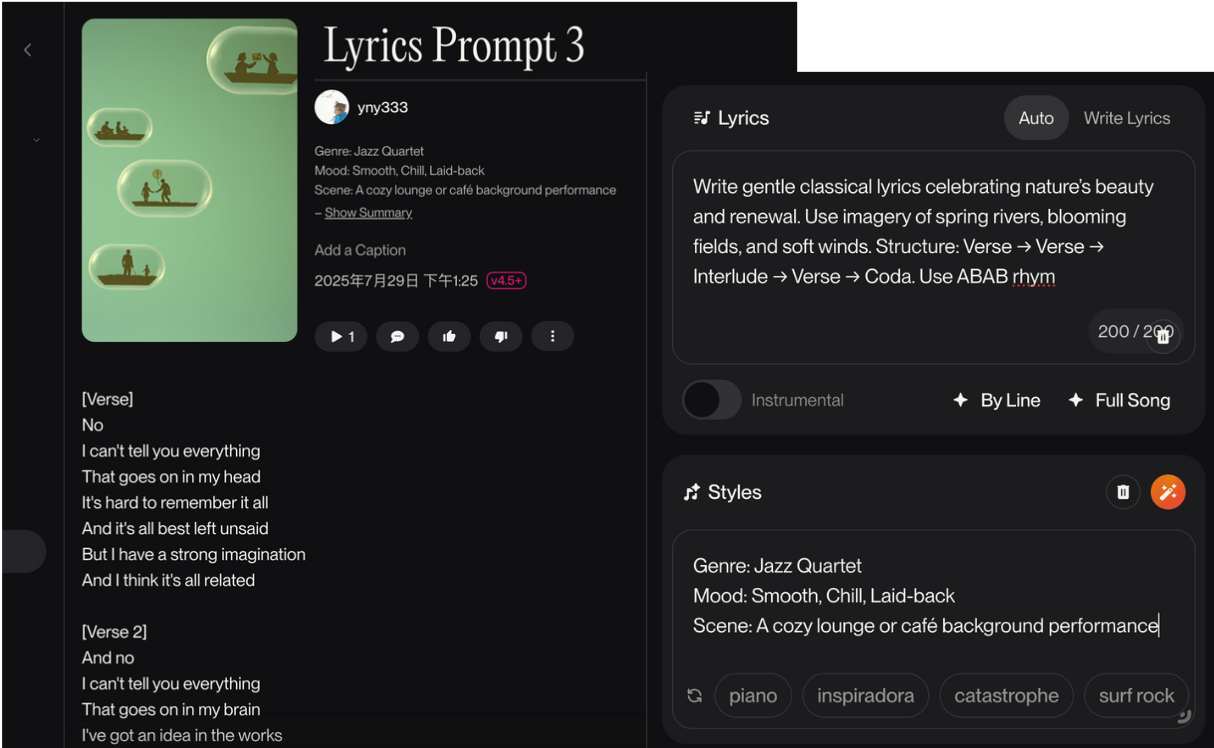 Lyrics Prompt 3
yny333
Genre: Jazz Quartet
Mood: Smooth, Chill, Laid-back
Scene: A cozy lounge or café background performance
– Show Summary
Add a Caption
2025年7月29日 下午1:25 v4.5+
1
[Verse]
No
I can't tell you everything
That goes on in my head
It's hard to remember it all
And it's all best left unsaid
But I have a strong imagination
And I think it's all related
[Verse 2]
And no
I can't tell you everything
That goes on in my brain
I've got an idea in the works
Lyrics
Auto
Write Lyrics
Write gentle classical lyrics celebrating nature's beauty
and renewal. Use imagery of spring rivers, blooming
fields, and soft winds. Structure: Verse → Verse →
Interlude → Verse → Coda. Use ABAB rhym
200 / 200
Instrumental
By Line
Full Song
Styles
Genre: Jazz Quartet
Mood: Smooth, Chill, Laid-back
Scene: A cozy lounge or café background performance
piano
inspiradora
catastrophe
surf rock